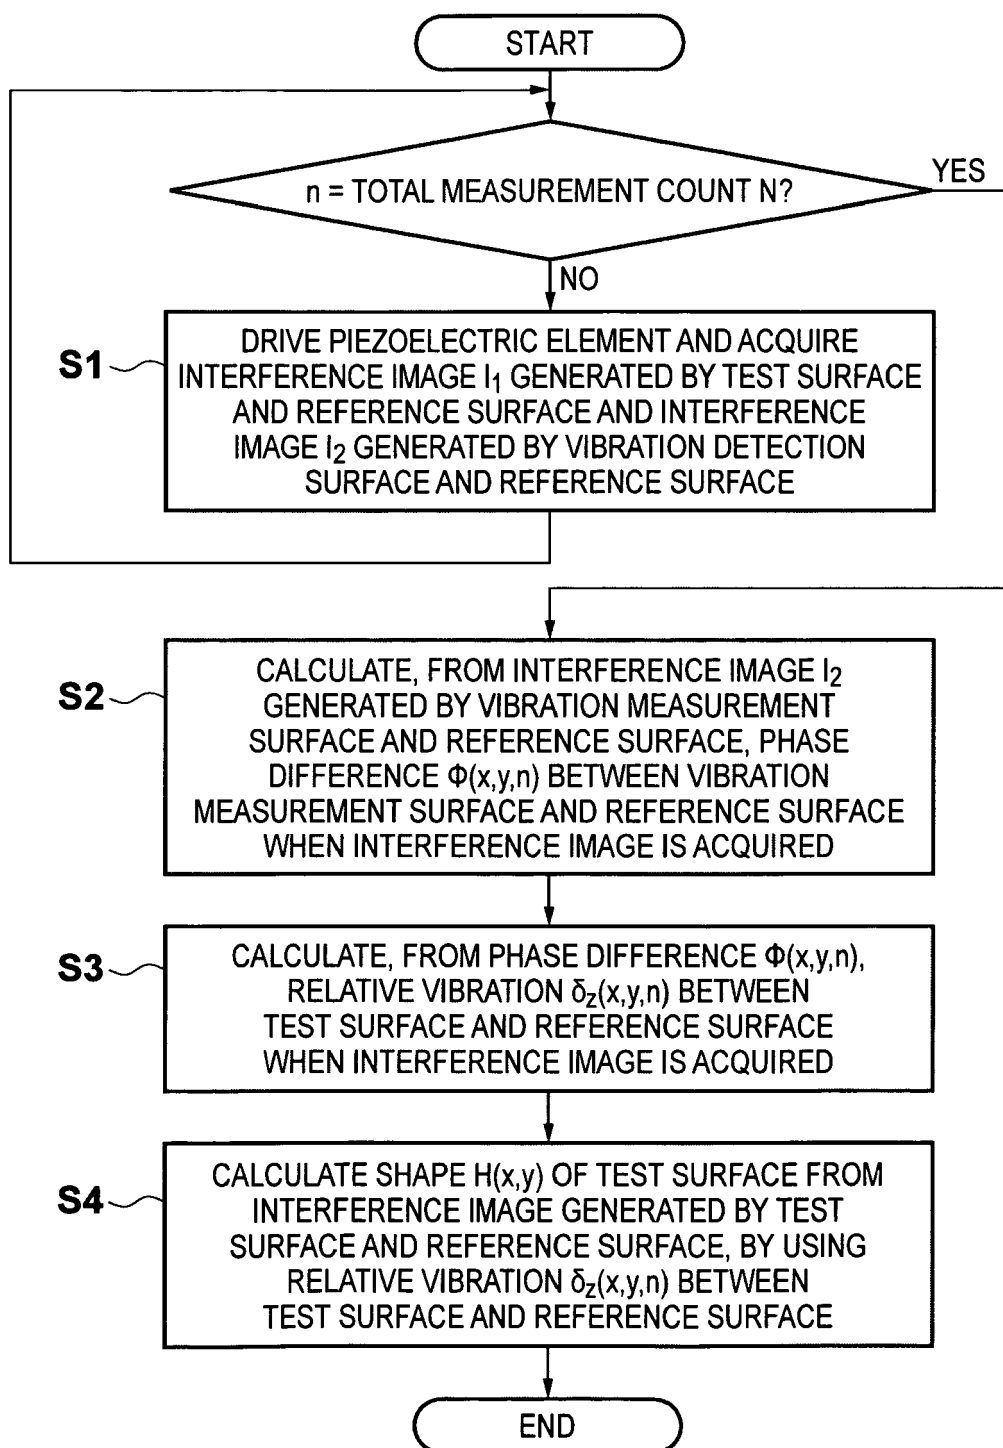 START
n = TOTAL MEASUREMENT COUNT N?
YES
NO
S1
DRIVE PIEZOELECTRIC ELEMENT AND ACQUIRE
INTERFERENCE IMAGE I₁ GENERATED BY TEST SURFACE
AND REFERENCE SURFACE AND INTERFERENCE
IMAGE I₂ GENERATED BY VIBRATION DETECTION
SURFACE AND REFERENCE SURFACE
S2
CALCULATE, FROM INTERFERENCE IMAGE I₂
GENERATED BY VIBRATION MEASUREMENT
SURFACE AND REFERENCE SURFACE, PHASE
DIFFERENCE Φ(x,y,n) BETWEEN VIBRATION
MEASUREMENT SURFACE AND REFERENCE SURFACE
WHEN INTERFERENCE IMAGE IS ACQUIRED
S3
CALCULATE, FROM PHASE DIFFERENCE Φ(x,y,n),
RELATIVE VIBRATION δz(x,y,n) BETWEEN
TEST SURFACE AND REFERENCE SURFACE
WHEN INTERFERENCE IMAGE IS ACQUIRED
S4
CALCULATE SHAPE H(x,y) OF TEST SURFACE FROM
INTERFERENCE IMAGE GENERATED BY TEST
SURFACE AND REFERENCE SURFACE, BY USING
RELATIVE VIBRATION δz(x,y,n) BETWEEN
TEST SURFACE AND REFERENCE SURFACE
END